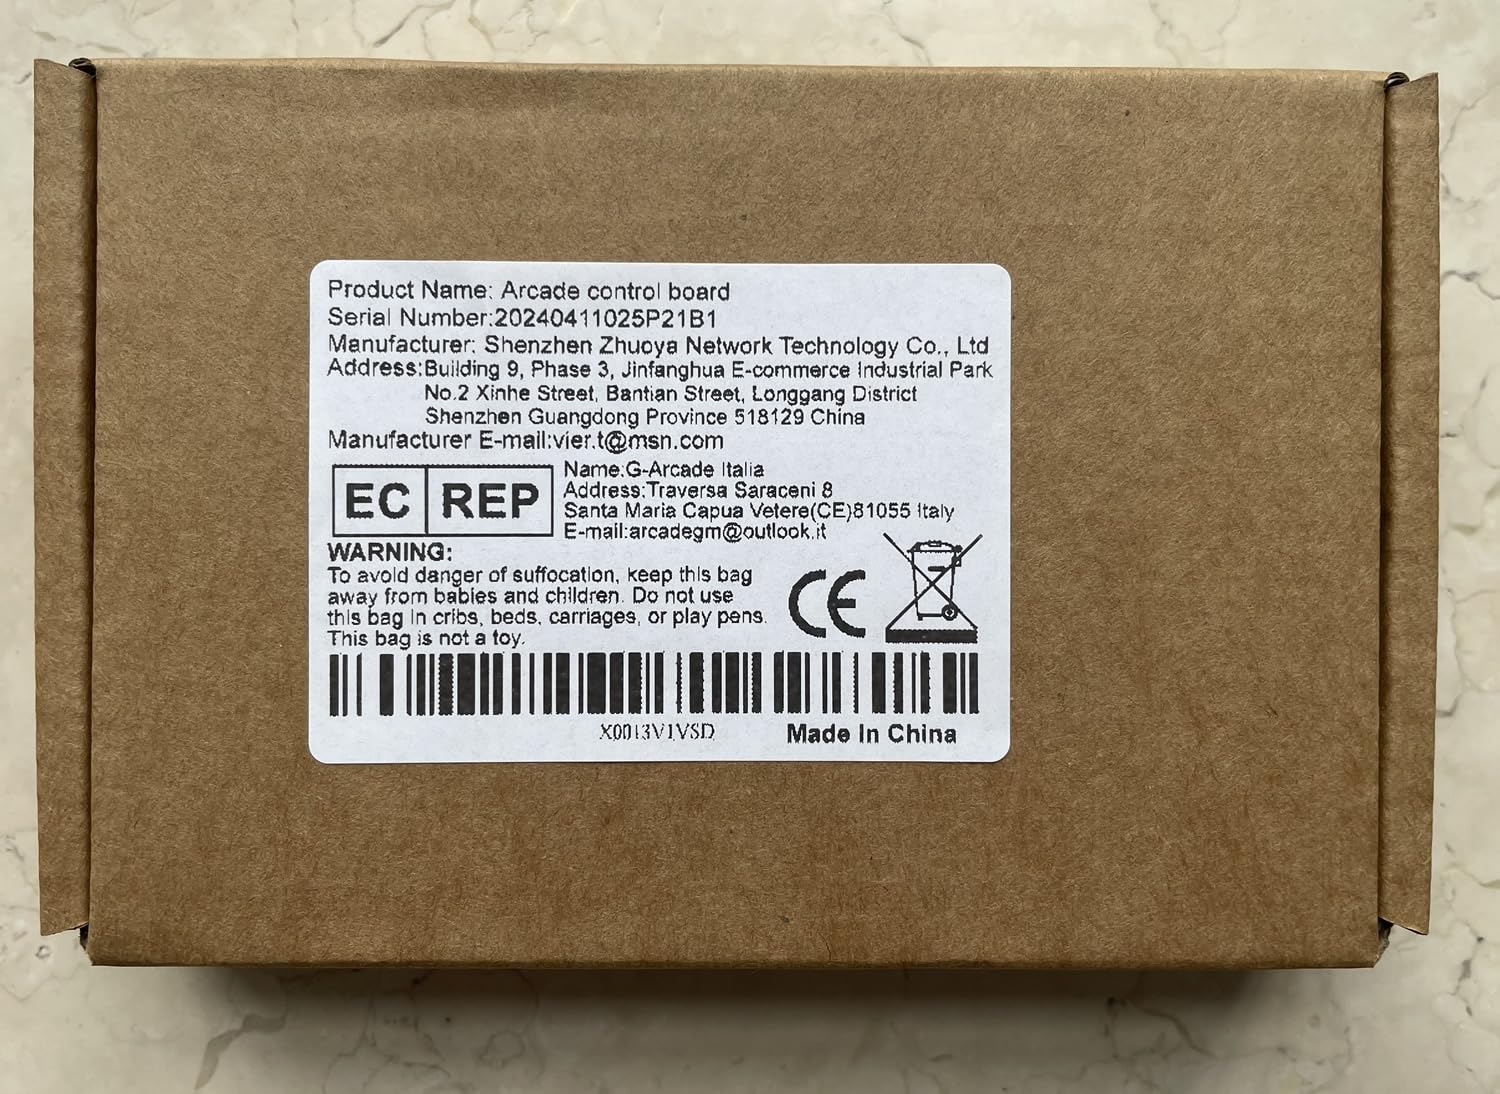 Product Name: Arcade control board
Serial Number:20240411025P21B1
Manufacturer: Shenzhen Zhuoya Network Technology Co., Ltd
Address:Building 9, Phase 3, Jinfanghua E-commerce Industrial Park
No.2 Xinhe Street, Bantian Street, Longgang District
Shenzhen Guangdong Province 518129 China
Manufacturer E-mail:vier.t@msn.com
EC REP
Name:G-Arcade Italia
Address:Traversa Saraceni 8
Santa Maria Capua Vetere(CE)81055 Italy
E-mail:arcadegm@outlook.it
WARNING:
To avoid danger of suffocation, keep this bag
away from babies and children. Do not use
this bag in cribs, beds, carriages, or play pens.
This bag is not a toy.
CE
X0013V1VSD
Made In China